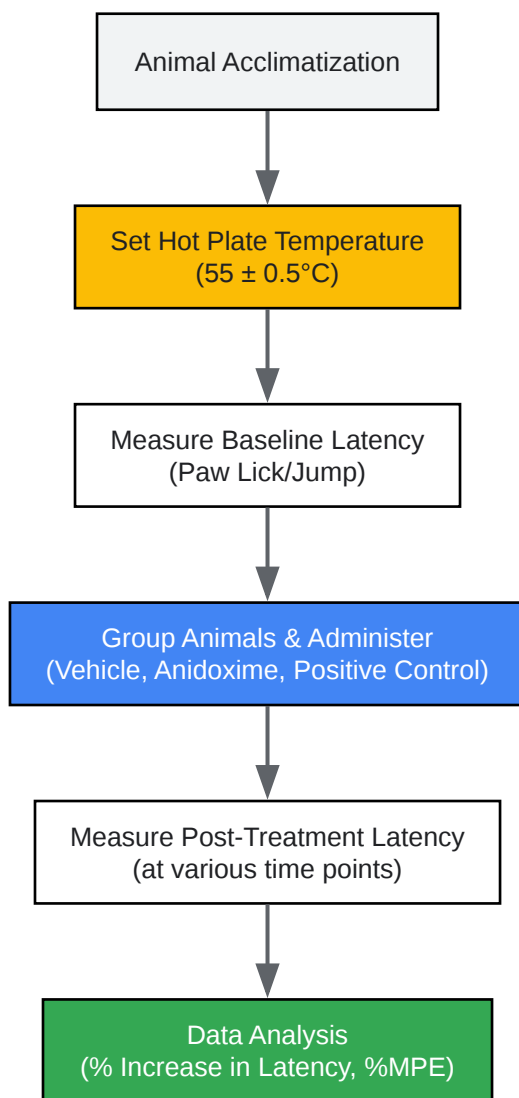 Animal Acclimatization
Set Hot Plate Temperature
(55 ± 0.5°C)
Measure Baseline Latency
(Paw Lick/Jump)
Group Animals & Administer
(Vehicle, Anidoxime, Positive Control)
Measure Post-Treatment Latency
(at various time points)
Data Analysis
(% Increase in Latency, %MPE)